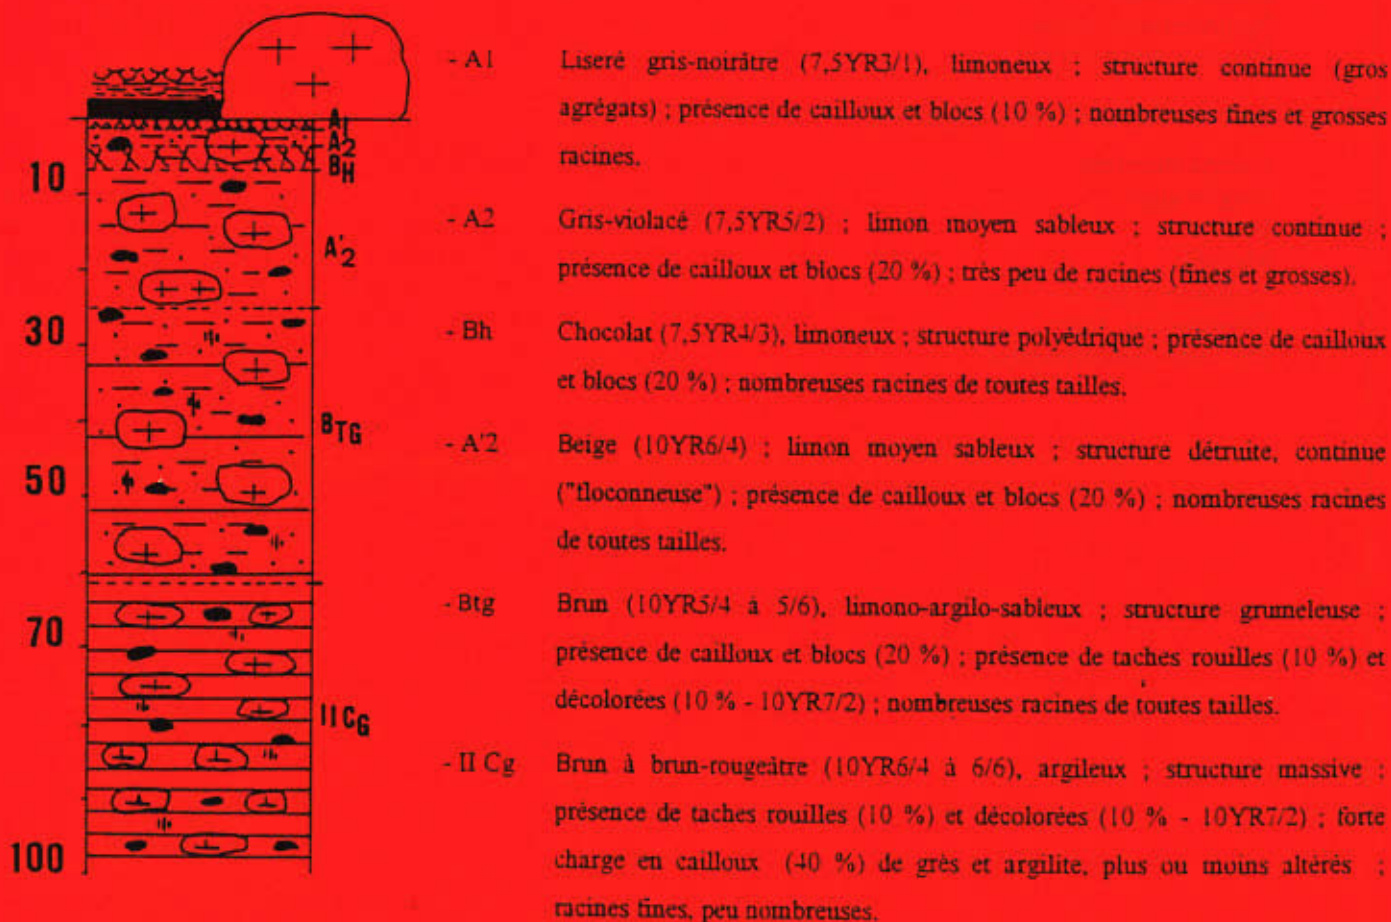 - A1 Liseré gris-noirâtre (7,5YR3/1), limoneux ; structure continue (gros
agrégats) ; présence de cailloux et blocs (10 %) ; nombreuses fines et grosses
racines.
- A2 Gris-violacé (7,5YR5/2) ; limon moyen sableux ; structure continue ;
présence de cailloux et blocs (20 %) ; très peu de racines (fines et grosses).
- Bh Chocolat (7,5YR4/3), limoneux ; structure polyédrique ; présence de cailloux
et blocs (20 %) ; nombreuses racines de toutes tailles.
- A'2 Beige (10YR6/4) ; limon moyen sableux ; structure détruite, continue
("floconneuse") ; présence de cailloux et blocs (20 %) ; nombreuses racines
de toutes tailles.
- Btg Brun (10YR5/4 à 5/6), limono-argilo-sableux ; structure grumeleuse ;
présence de cailloux et blocs (20 %) ; présence de taches rouilles (10 %) et
décolorées (10 % - 10YR7/2) ; nombreuses racines de toutes tailles.
- II Cg Brun à brun-rougeâtre (10YR6/4 à 6/6), argileux ; structure massive ;
présence de taches rouilles (10 %) et décolorées (10 % - 10YR7/2) ; forte
charge en cailloux (40 %) de grès et argilite, plus ou moins altérés ;
racines fines, peu nombreuses.
A1
A2
BH
10
A'2
30
BTG
50
70
II CG
100